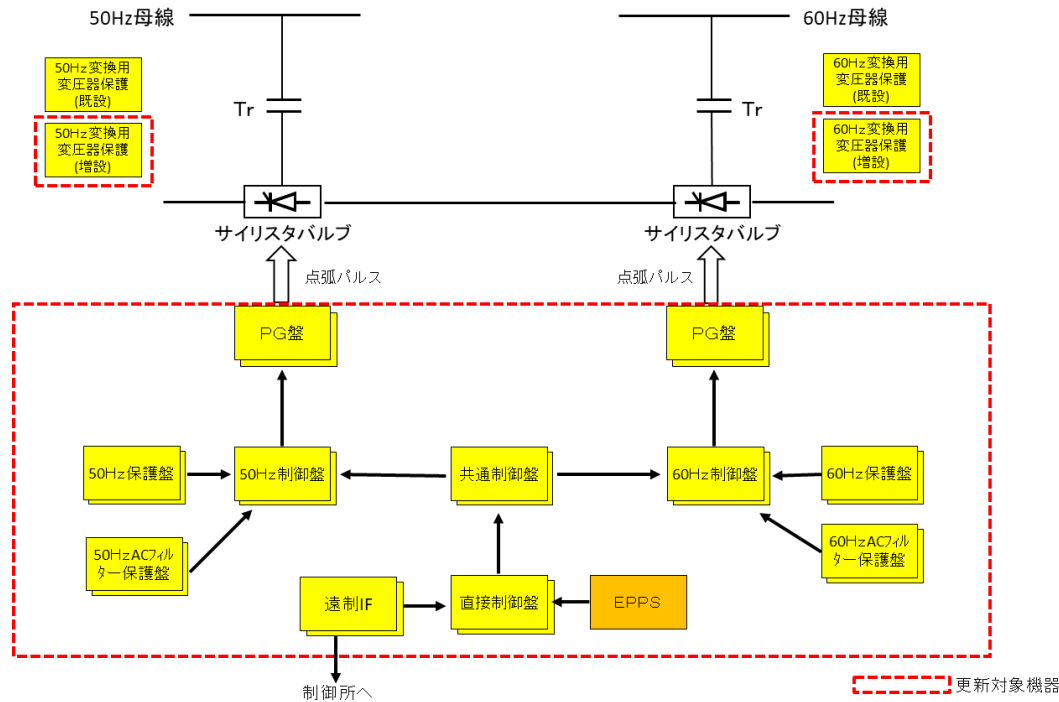 50Hz母線
60Hz母線
50Hz変換用
変圧器保護
(既設)
60Hz変換用
変圧器保護
(既設)
Tr
Tr
50Hz変換用
変圧器保護
(増設)
60Hz変換用
変圧器保護
(増設)
サイリスタバルブ
サイリスタバルブ
点弧パルス
点弧パルス
ＰＧ盤
ＰＧ盤
50Hz保護盤
50Hz制御盤
共通制御盤
60Hz制御盤
60Hz保護盤
50HzACフィル
ター保護盤
60HzACフィル
ター保護盤
遠制IF
直接制御盤
ＥＰＰＳ
制御所へ
更新対象機器